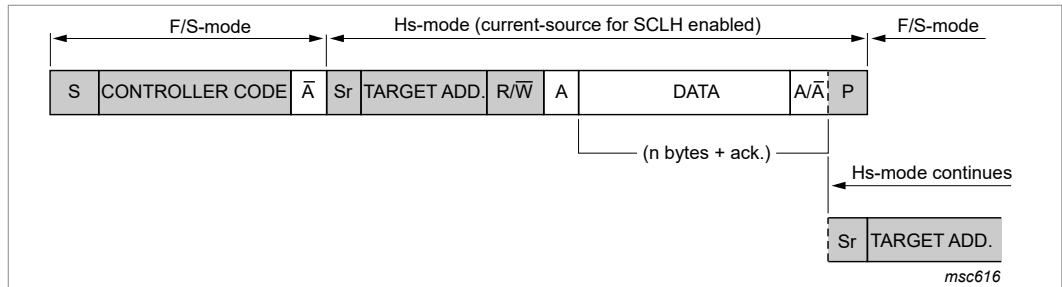 F/S-mode Hs-mode (current-source for SCLH enabled) F/S-mode
S CONTROLLER CODE A̅ Sr TARGET ADD. R/W̅ A DATA A/A̅ P
(n bytes + ack.)
Hs-mode continues
Sr TARGET ADD.
msc616